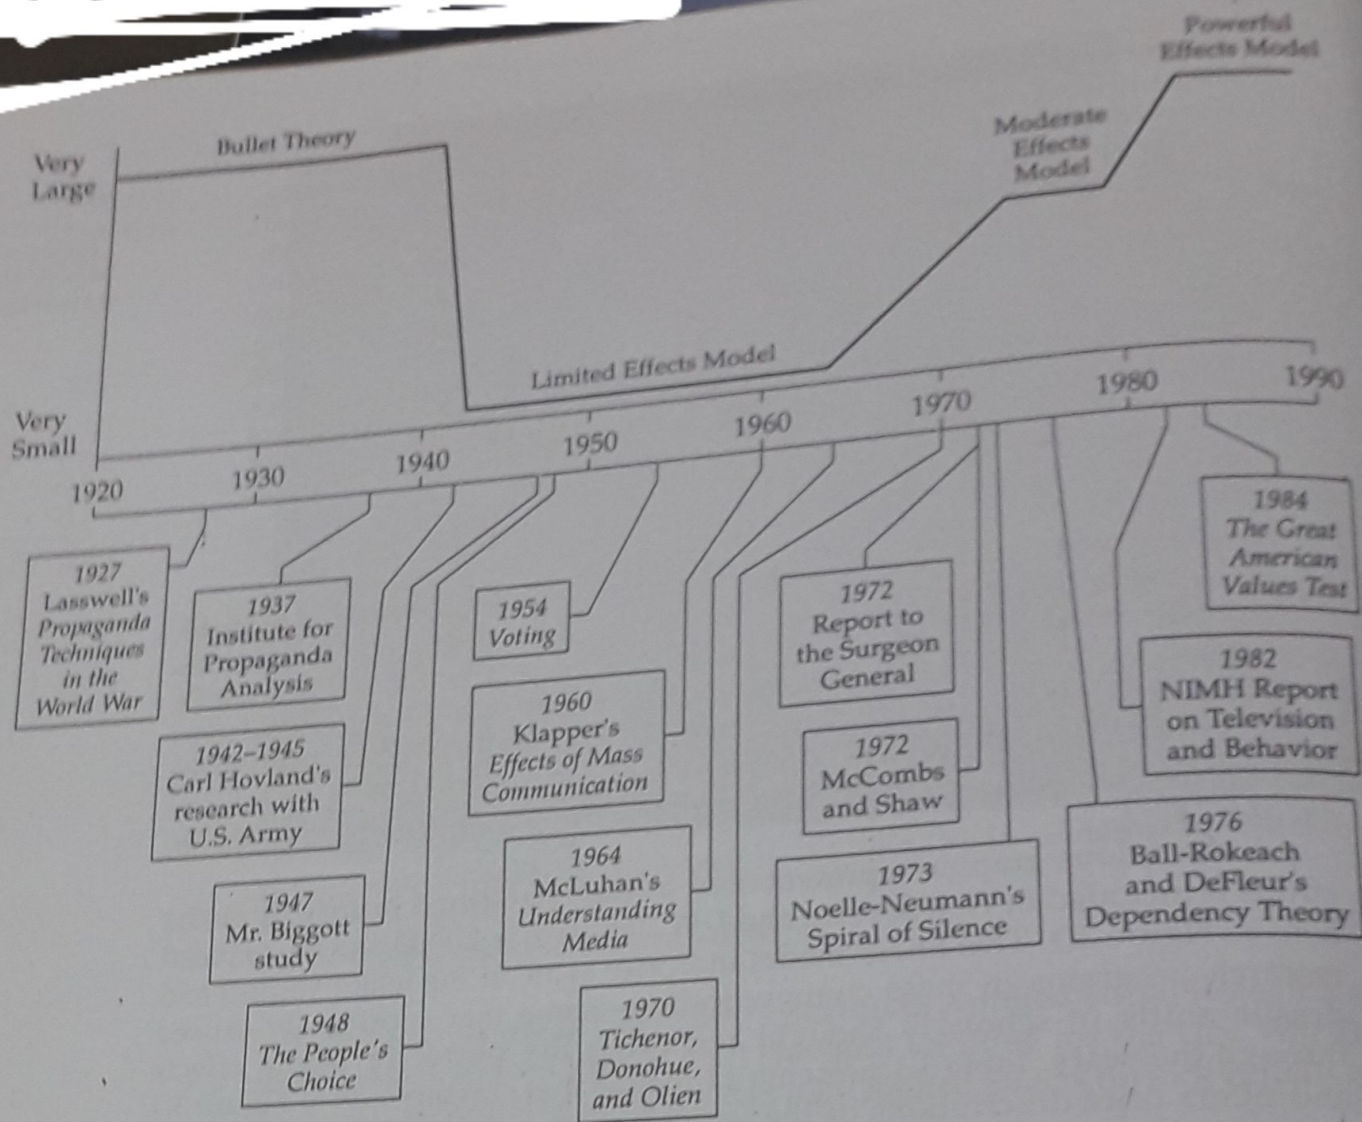 Powerful
Effects Model
Moderate
Effects
Model
Bullet Theory
Very
Large
Limited Effects Model
Very
Small
1920
1930
1940
1950
1960
1970
1980
1990
1927
Lasswell's
Propaganda
Techniques
in the
World War
1937
Institute for
Propaganda
Analysis
1942–1945
Carl Hovland's
research with
U.S. Army
1947
Mr. Biggott
study
1948
The People's
Choice
1954
Voting
1960
Klapper's
Effects of Mass
Communication
1964
McLuhan's
Understanding
Media
1970
Tichenor,
Donohue,
and Olien
1972
Report to
the Surgeon
General
1972
McCombs
and Shaw
1973
Noelle-Neumann's
Spiral of Silence
1976
Ball-Rokeach
and DeFleur's
Dependency Theory
1982
NIMH Report
on Television
and Behavior
1984
The Great
American
Values Test